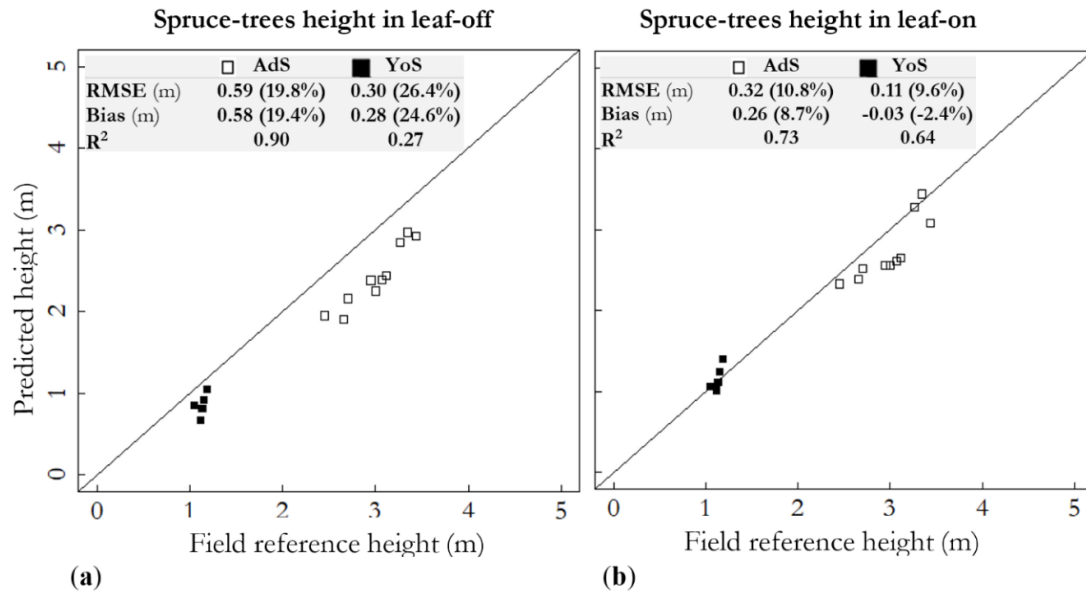 Spruce-trees height in leaf-off
AdS YoS
RMSE (m) 0.59 (19.8%) 0.30 (26.4%)
Bias (m) 0.58 (19.4%) 0.28 (24.6%)
R² 0.90 0.27
5
4
3
2
1
0
Predicted height (m)
0 1 2 3 4 5
Field reference height (m)
(a)
Spruce-trees height in leaf-on
AdS YoS
RMSE (m) 0.32 (10.8%) 0.11 (9.6%)
Bias (m) 0.26 (8.7%) -0.03 (-2.4%)
R² 0.73 0.64
0 1 2 3 4 5
Field reference height (m)
(b)